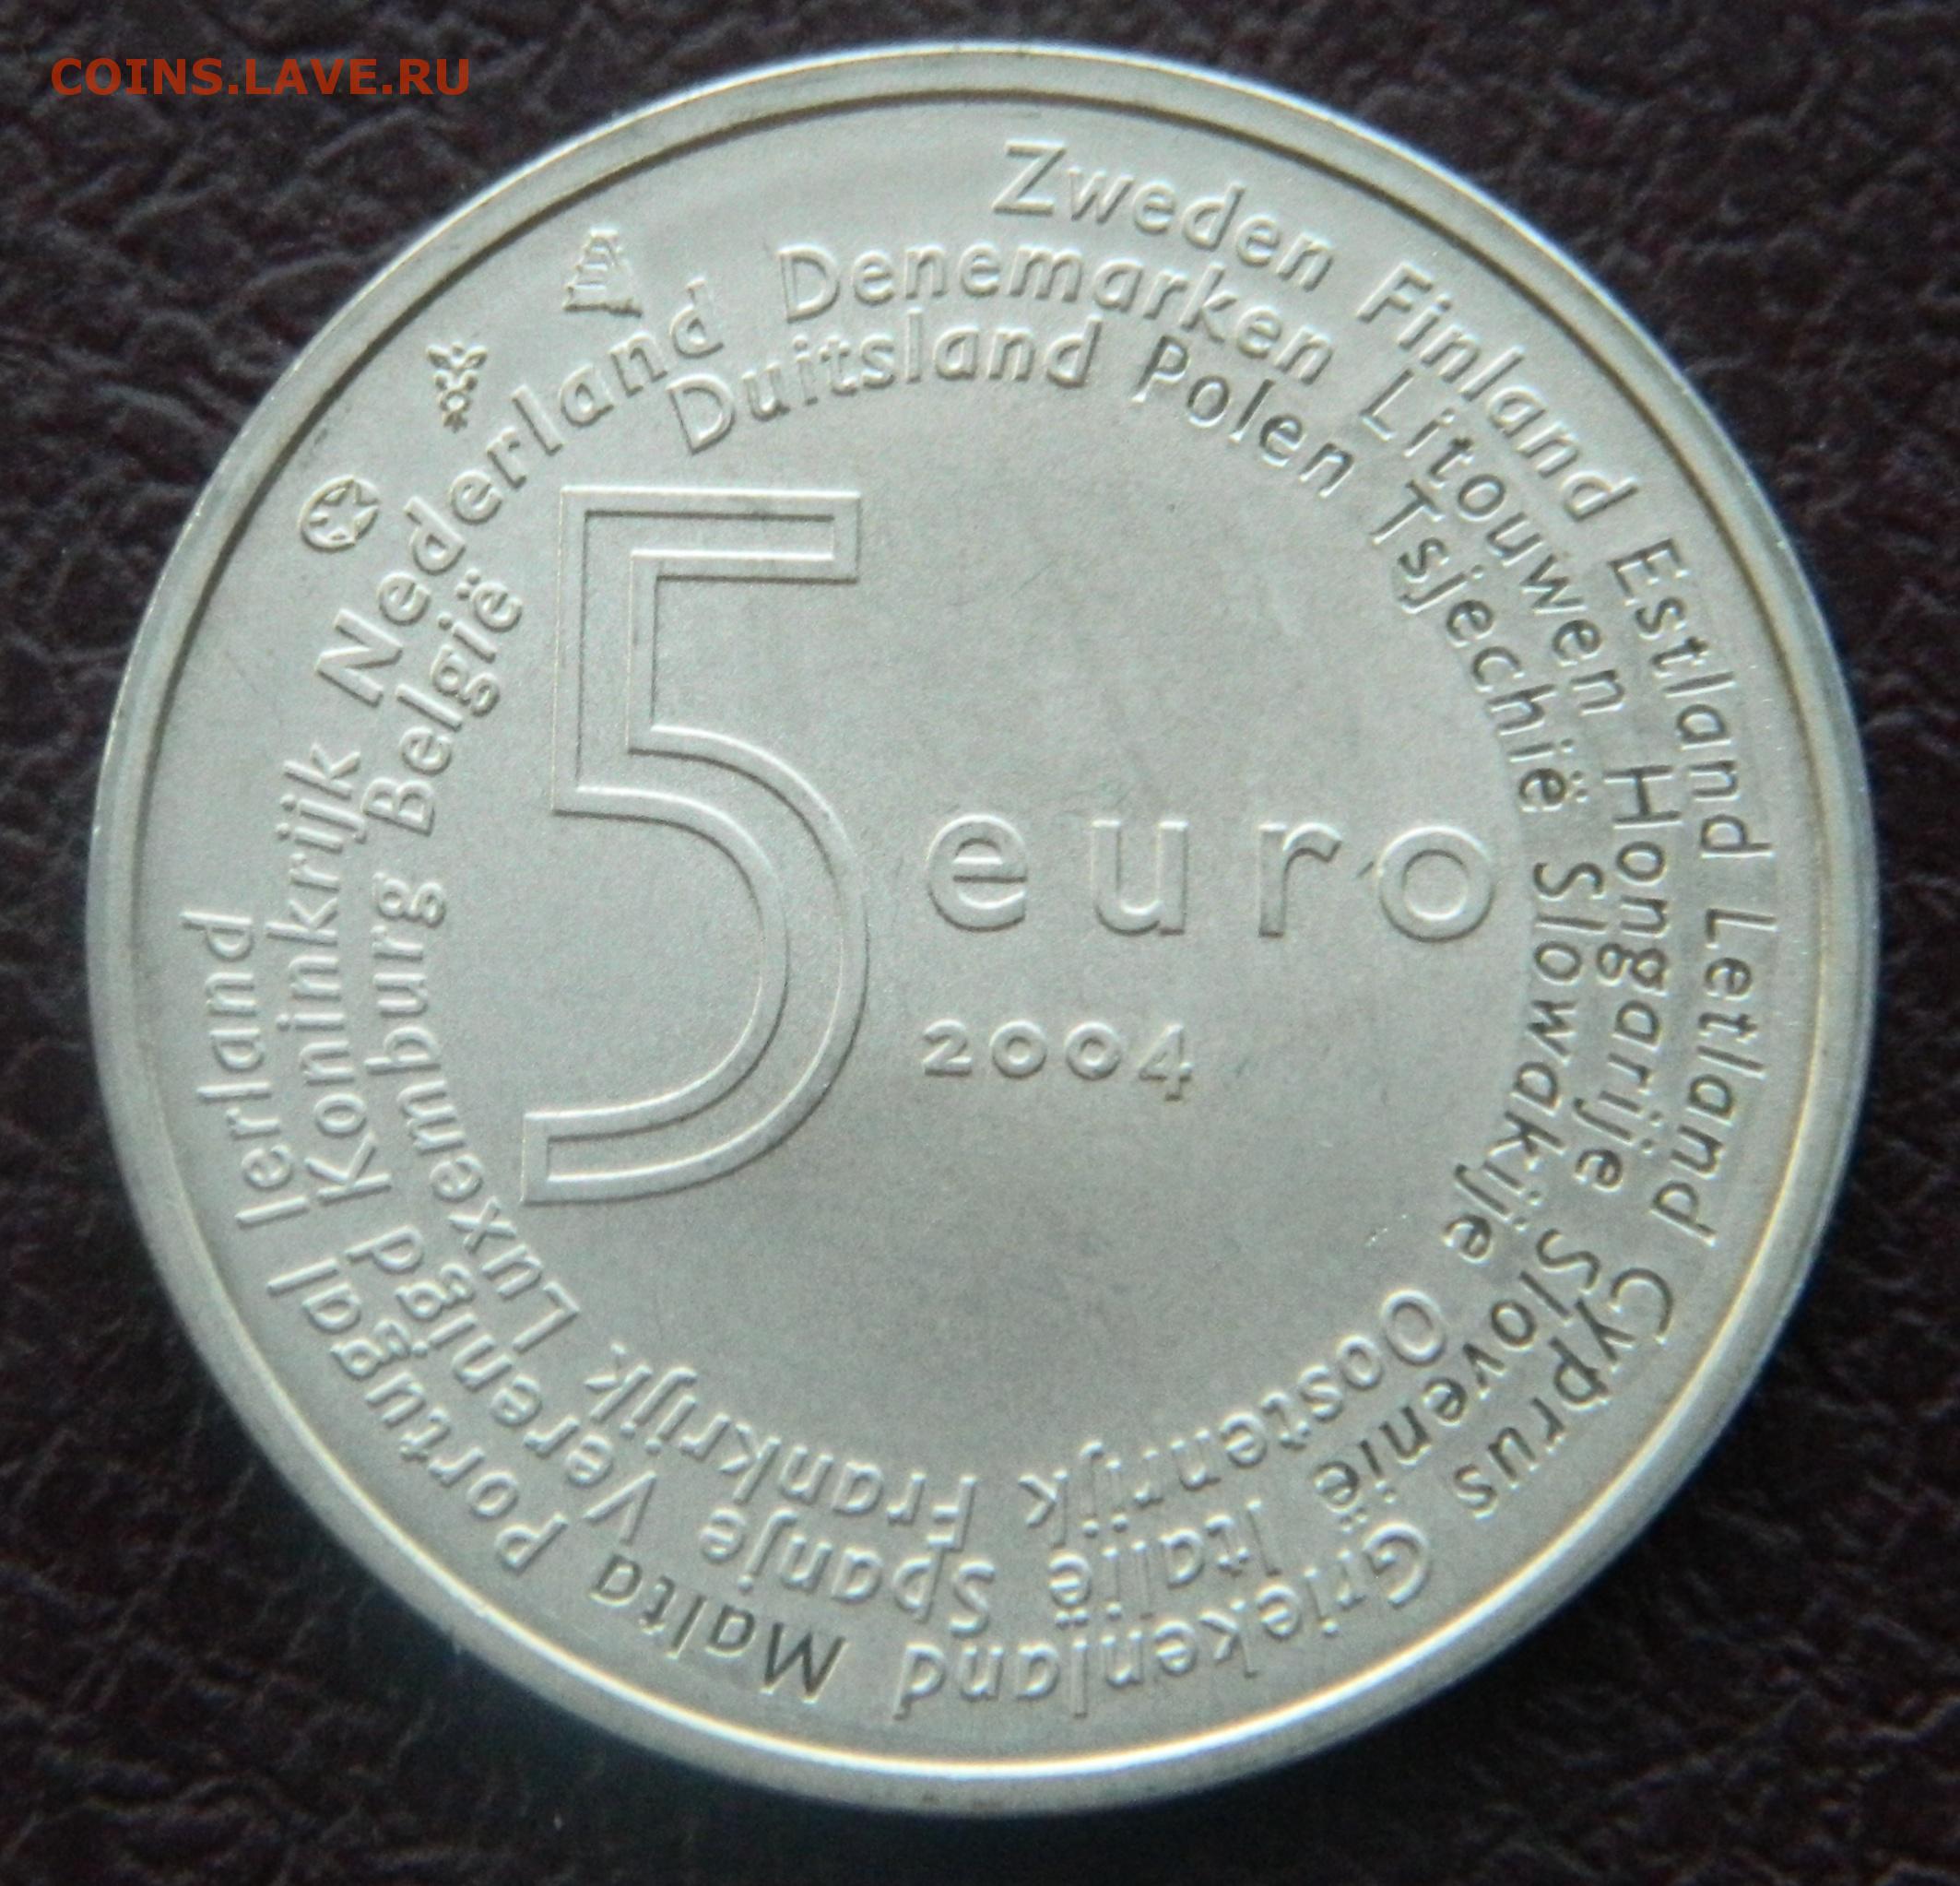 COINS.LAVE.RU
Zweden Finland Estland Letland Cyprus Griekenland Malta Portugal Ierland
Nederland Denemarken Litouwen Hongarije Slovenië Italië Spanje Verenigd Koninkrijk
België Duitsland Polen Tsjechië Slowakije Oostenrijk Frankrijk Luxemburg
5 euro
2004